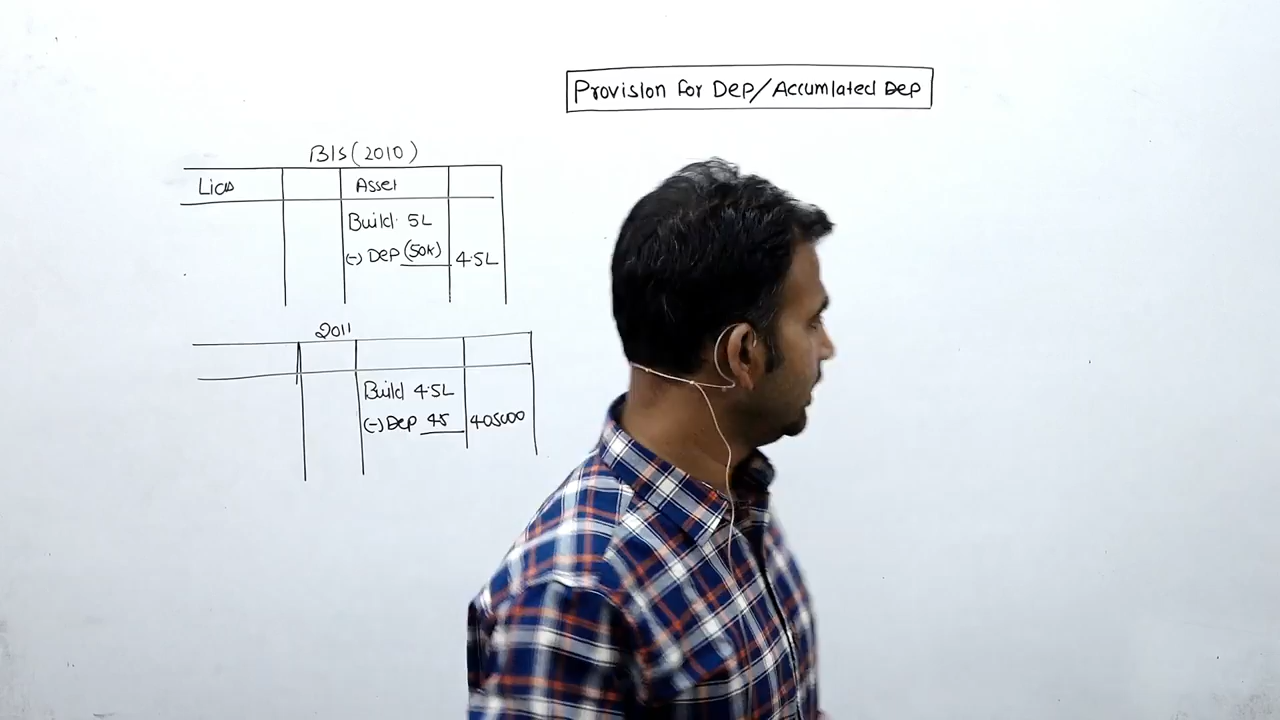 Provision for Dep/Accumlated Dep
B/s (2010)
Lia Asset
Build 5L
(-) Dep (50k) 4.5L
2011
Build 4.5L
(-) Dep 45 405000